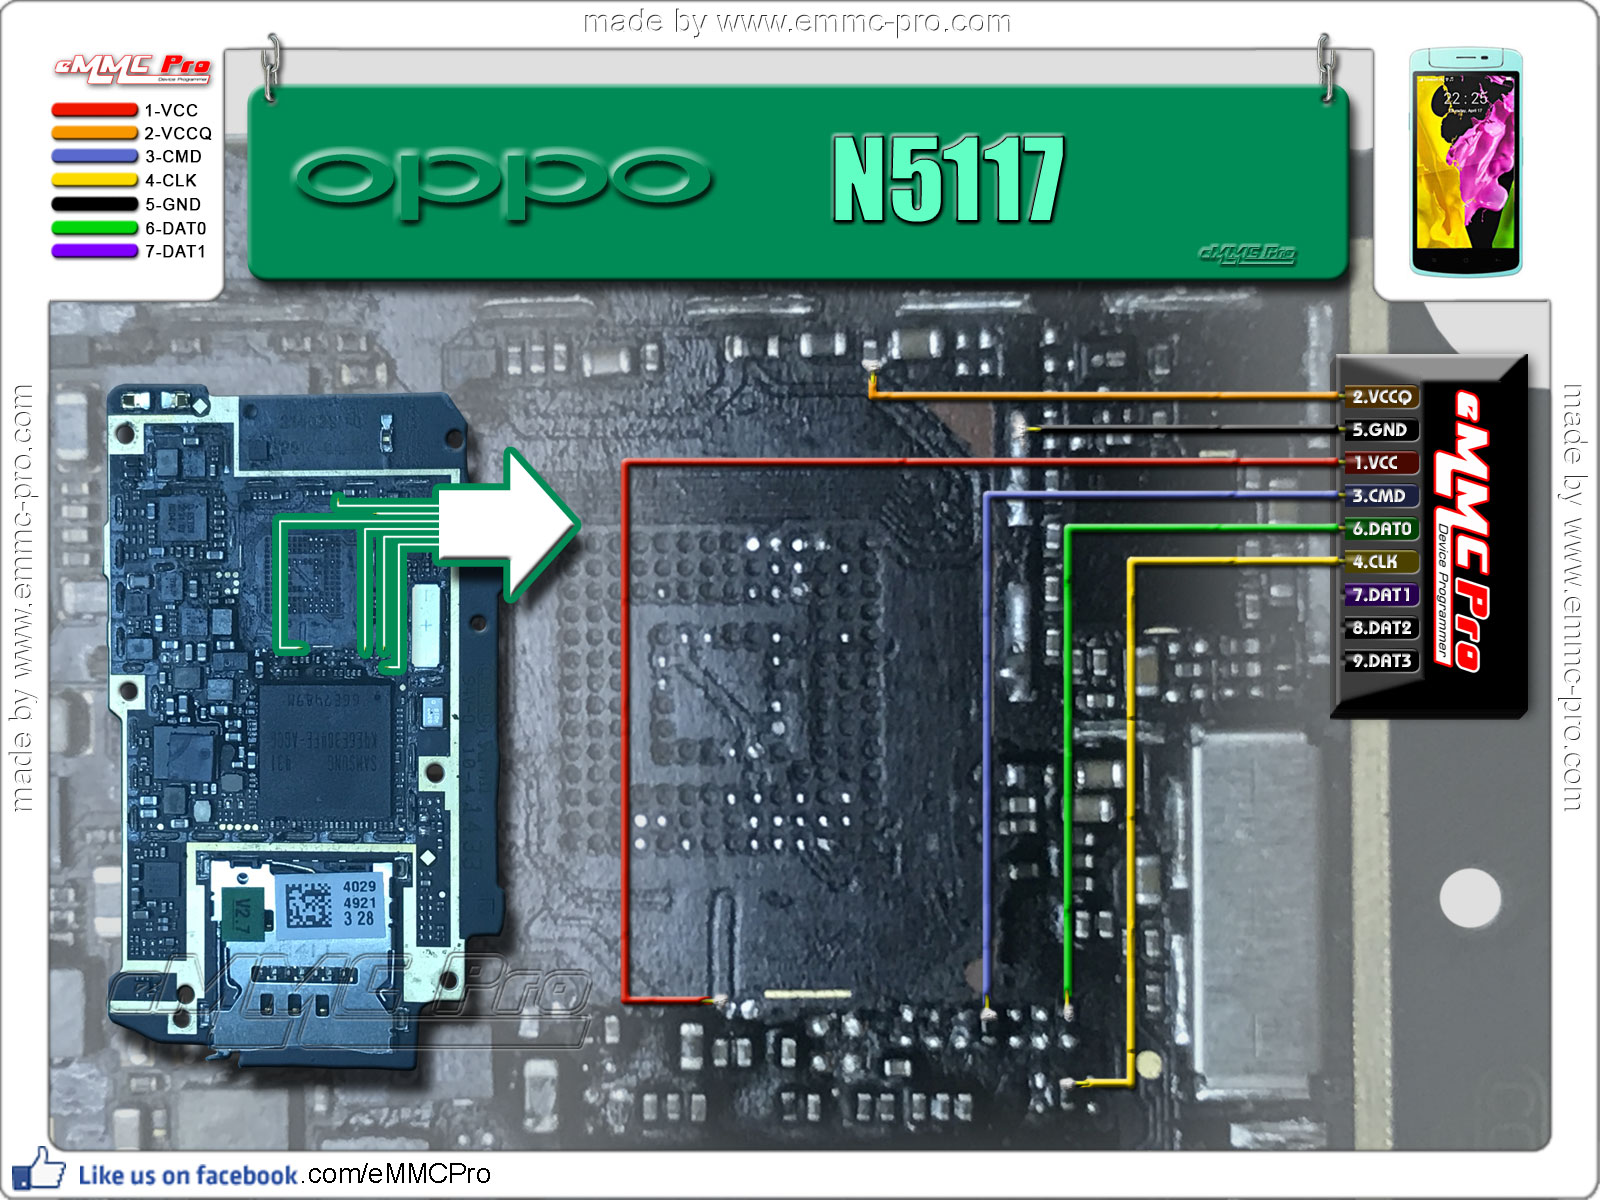 made by www.emmc-pro.com
eMMC Pro
Device Programmer
1-VCC
2-VCCQ
3-CMD
4-CLK
5-GND
6-DAT0
7-DAT1
oppo N5117
eMMC Pro
22:25
made by www.emmc-pro.com
made by www.emmc-pro.com
2.VCCQ
5.GND
1.VCC
3.CMD
6.DAT0
4.CLK
7.DAT1
8.DAT2
9.DAT3
eMMC Pro
Device Programmer
SAMSUNG
V2.7
4029
4921
3 28
eMMC Pro
Like us on facebook.com/eMMCPro